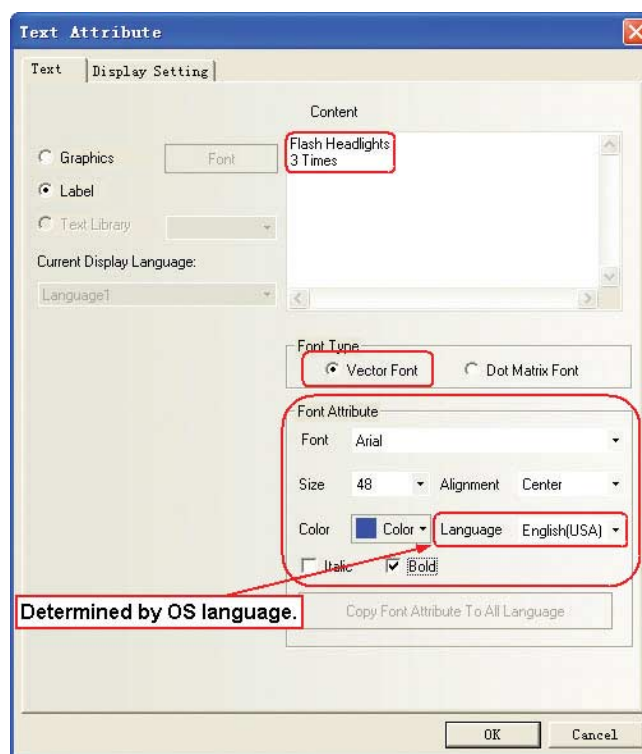 Text Attribute
Text
Display Setting
Content
Flash Headlights
3 Times
Graphics
Font
Label
Text Library
Current Display Language:
Language1
Font Type
Vector Font
Dot Matrix Font
Font Attribute
Font
Arial
Size
48
Alignment
Center
Color
Color
Language
English(USA)
Italic
Bold
Determined by OS language.
Copy Font Attribute To All Language
OK
Cancel